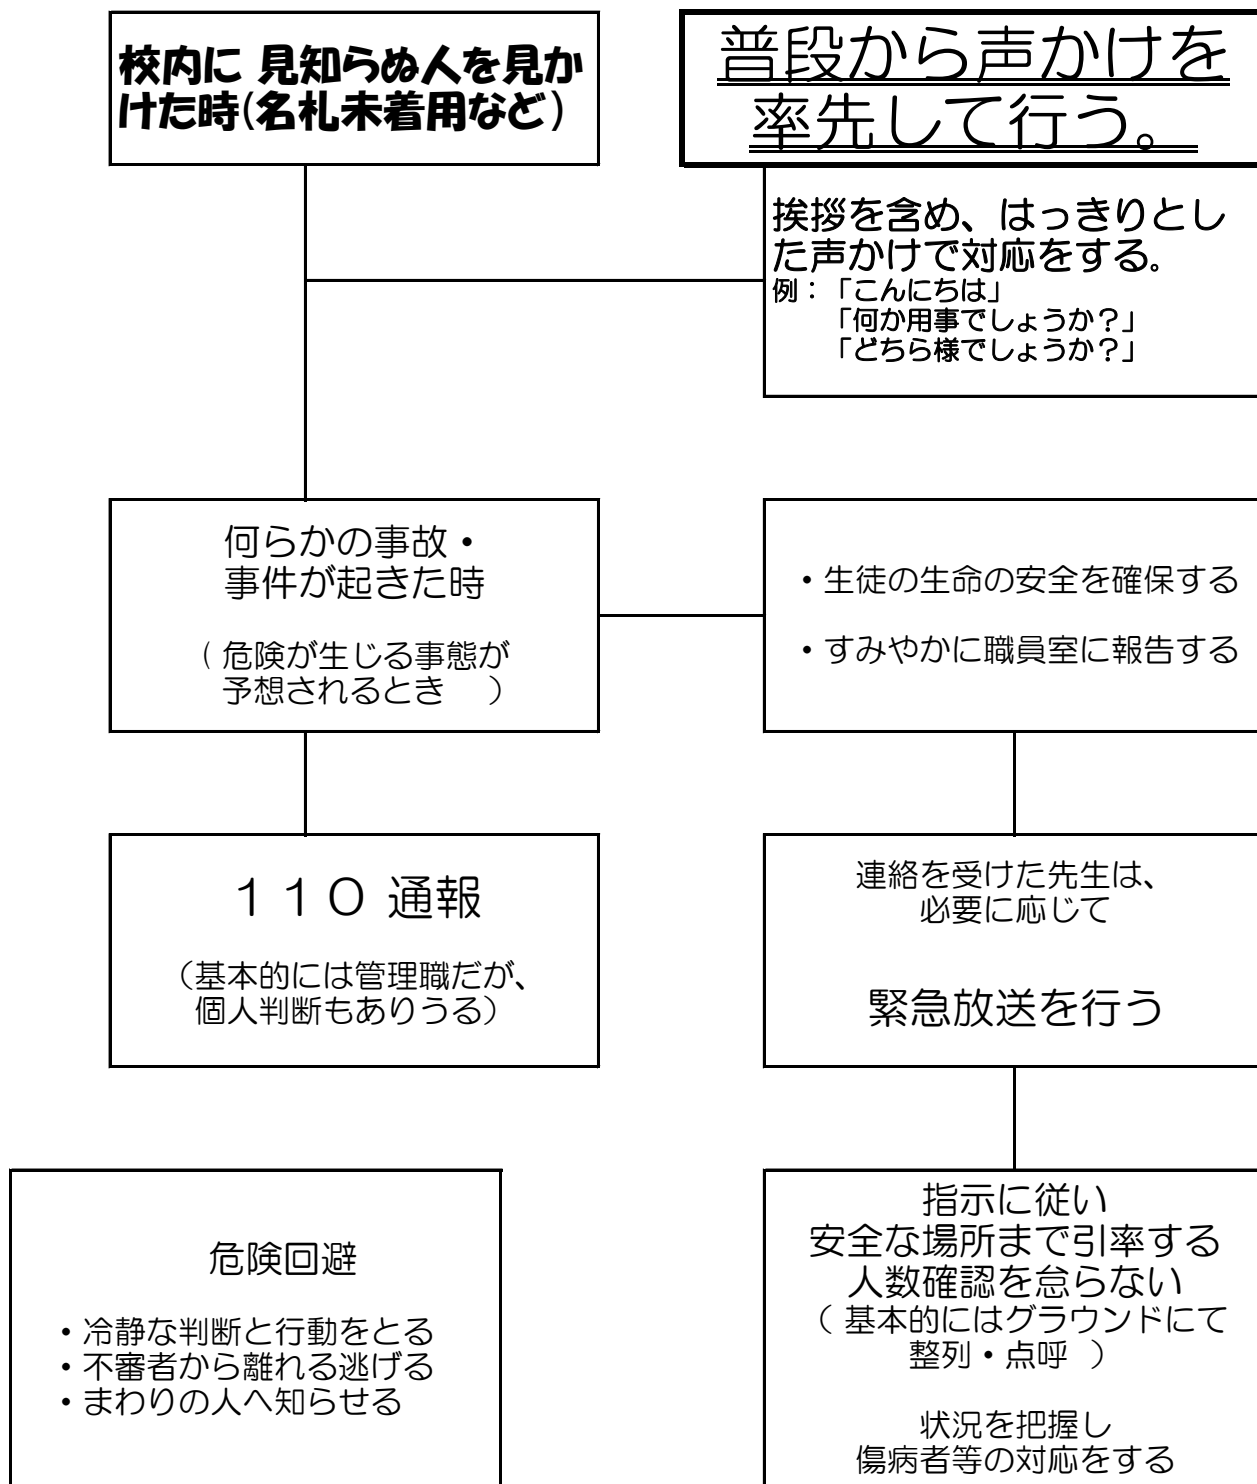 校内に 見知らぬ人を見か
けた時(名札未着用など)
普段から声かけを
率先して行う。
挨拶を含め、はっきりとし
た声かけで対応をする。
例：「こんにちは」
「何か用事でしょうか？」
「どちら様でしょうか？」
何らかの事故・
事件が起きた時
( 危険が生じる事態が
予想されるとき　)
・生徒の生命の安全を確保する
・すみやかに職員室に報告する
１１０ 通報
（基本的には管理職だが、
個人判断もありうる）
連絡を受けた先生は、
必要に応じて
緊急放送を行う
危険回避
・冷静な判断と行動をとる
・不審者から離れる逃げる
・まわりの人へ知らせる
指示に従い
安全な場所まで引率する
人数確認を怠らない
（ 基本的にはグラウンドにて
整列・点呼 ）
状況を把握し
傷病者等の対応をする